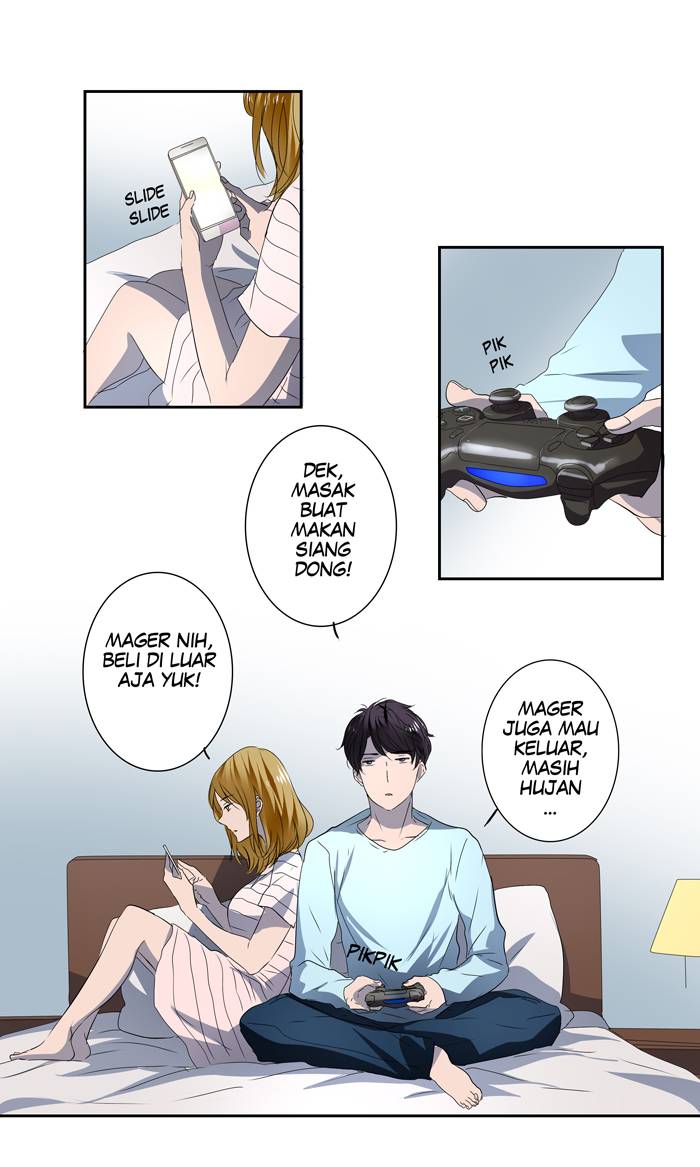 SLIDE
SLIDE
PIK
PIK
DEK,
MASAK
BUAT
MAKAN
SIANG
DONG!
MAGER NIH,
BELI DI LUAR
AJA YUK!
MAGER
JUGA MAU
KELUAR,
MASIH
HUJAN
...
PIKPIK